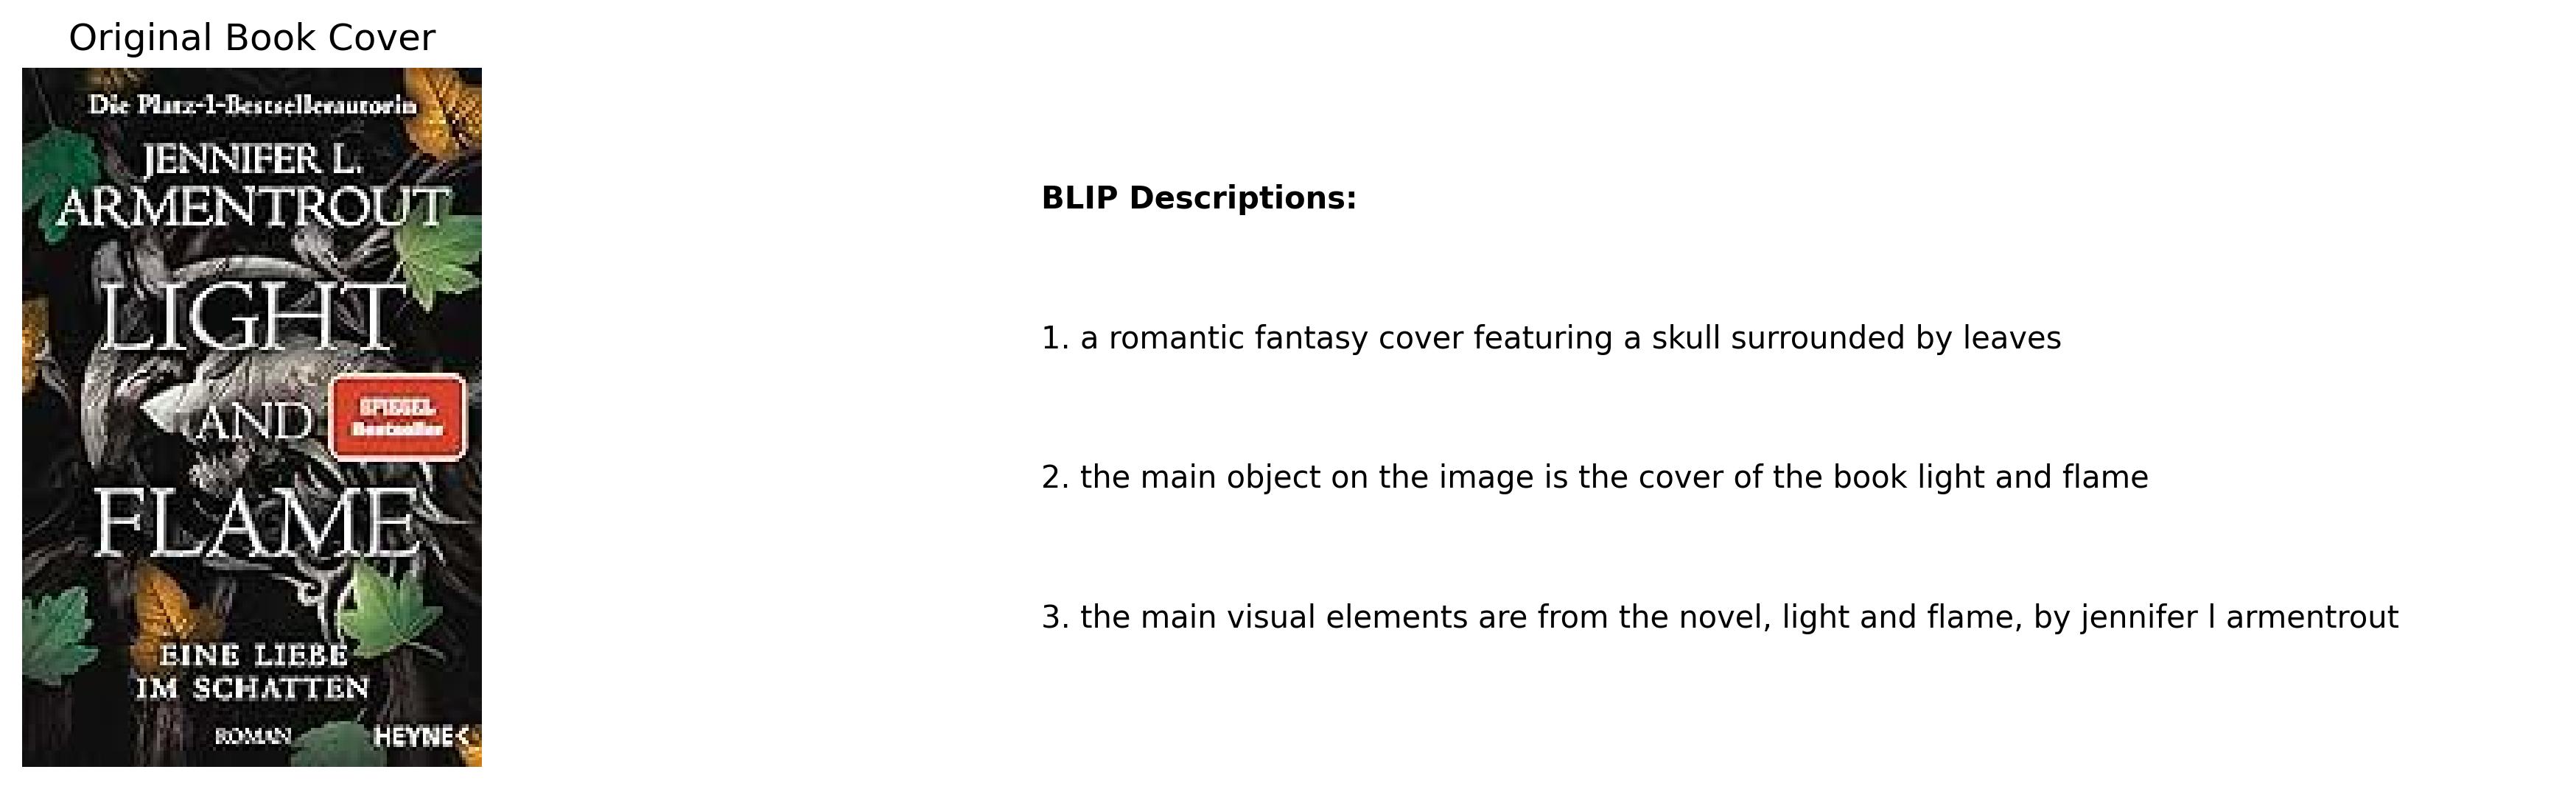 Original Book Cover
Die Platz-1-Bestsellerautorin
JENNIFER L.
ARMENTROUT
LIGHT
AND
SPIEGEL
Bestseller
FLAME
EINE LIEBE
IM SCHATTEN
ROMAN
HEYNE<
BLIP Descriptions:
1. a romantic fantasy cover featuring a skull surrounded by leaves
2. the main object on the image is the cover of the book light and flame
3. the main visual elements are from the novel, light and flame, by jennifer l armentrout